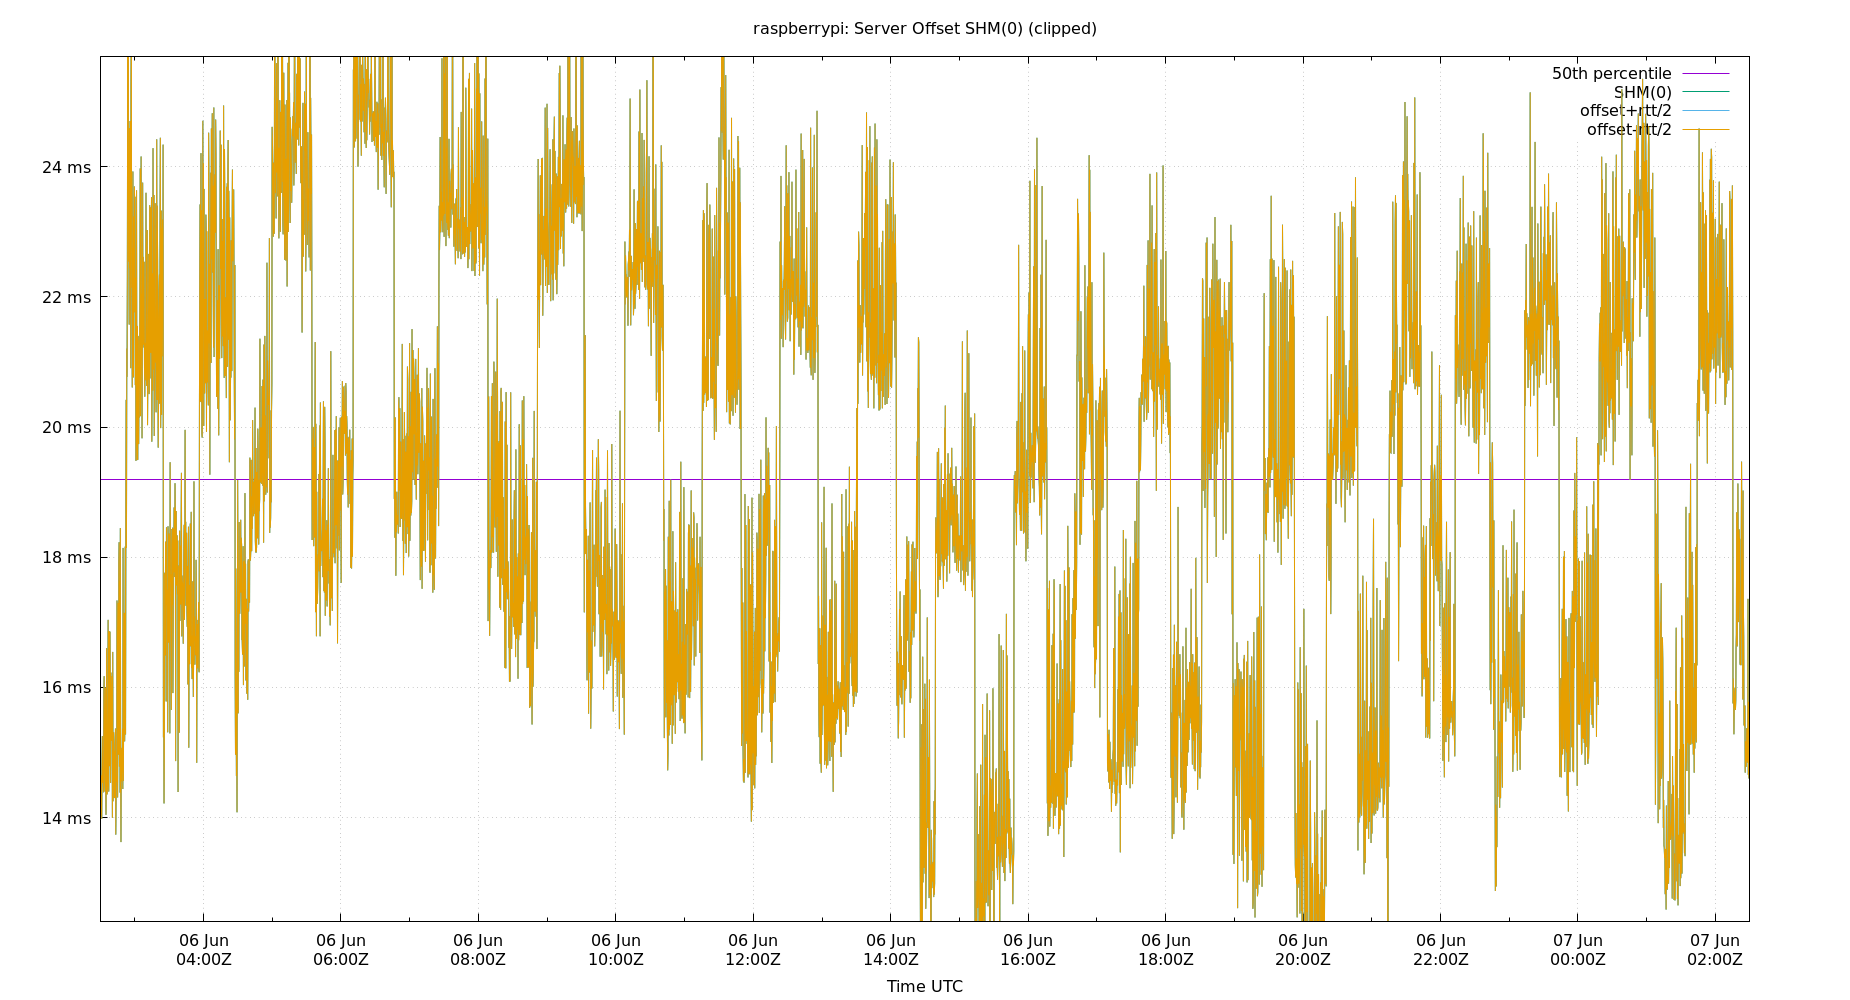 raspberrypi: Server Offset SHM(0) (clipped)
50th percentile
SHM(0)
offset+rtt/2
offset-rtt/2
24 ms
22 ms
20 ms
18 ms
16 ms
14 ms
06 Jun 06 Jun 06 Jun 06 Jun 06 Jun 06 Jun 06 Jun 06 Jun 06 Jun 06 Jun 07 Jun 07 Jun
04:00Z 06:00Z 08:00Z 10:00Z 12:00Z 14:00Z 16:00Z 18:00Z 20:00Z 22:00Z 00:00Z 02:00Z
Time UTC